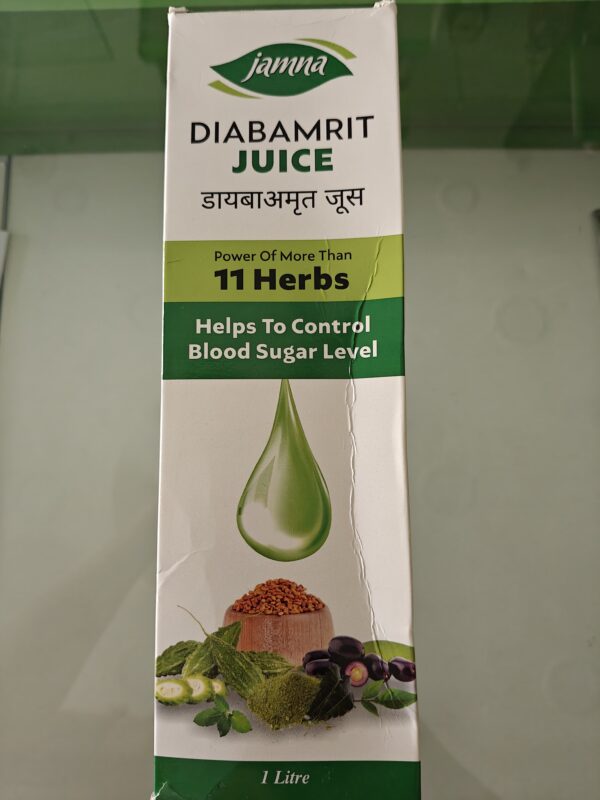 jamna
DIABAMRIT
JUICE
डायबाअमृत जूस
Power Of More Than
11 Herbs
Helps To Control
Blood Sugar Level
1 Litre